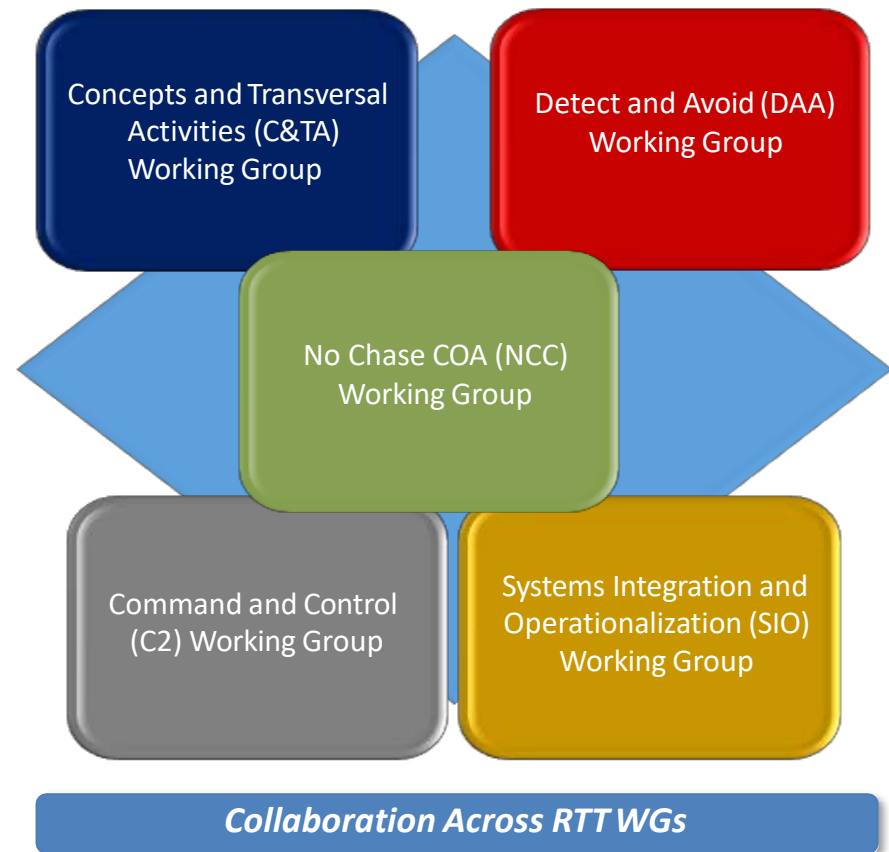 Concepts and Transversal
Activities (C&TA)
Working Group
Detect and Avoid (DAA)
Working Group
No Chase COA (NCC)
Working Group
Command and Control
(C2) Working Group
Systems Integration and
Operationalization (SIO)
Working Group
Collaboration Across RTT WGs